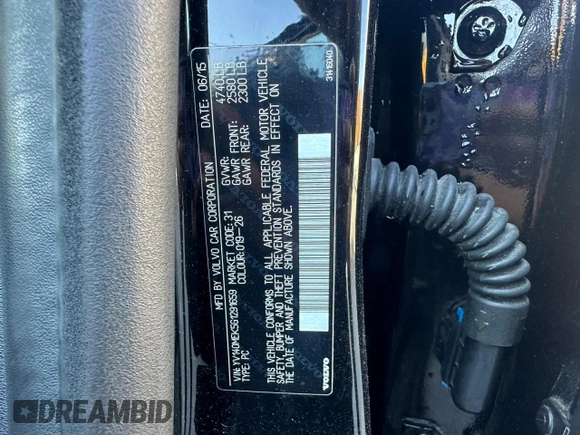 MFD BY VOLVO CAR CORPORATION DATE: 06/15
GVWR: 4740 LB
GAWR FRONT: 2580 LB
GAWR REAR: 2300 LB
VIN: YV140MEK5G1291659 MARKET CODE: 31
TYPE: PC COLOUR: 019-26
THIS VEHICLE CONFORMS TO ALL APPLICABLE FEDERAL MOTOR VEHICLE
SAFETY, BUMPER AND THEFT PREVENTION STANDARDS IN EFFECT ON
THE DATE OF MANUFACTURE SHOWN ABOVE.
VOLVO
DREAMBID